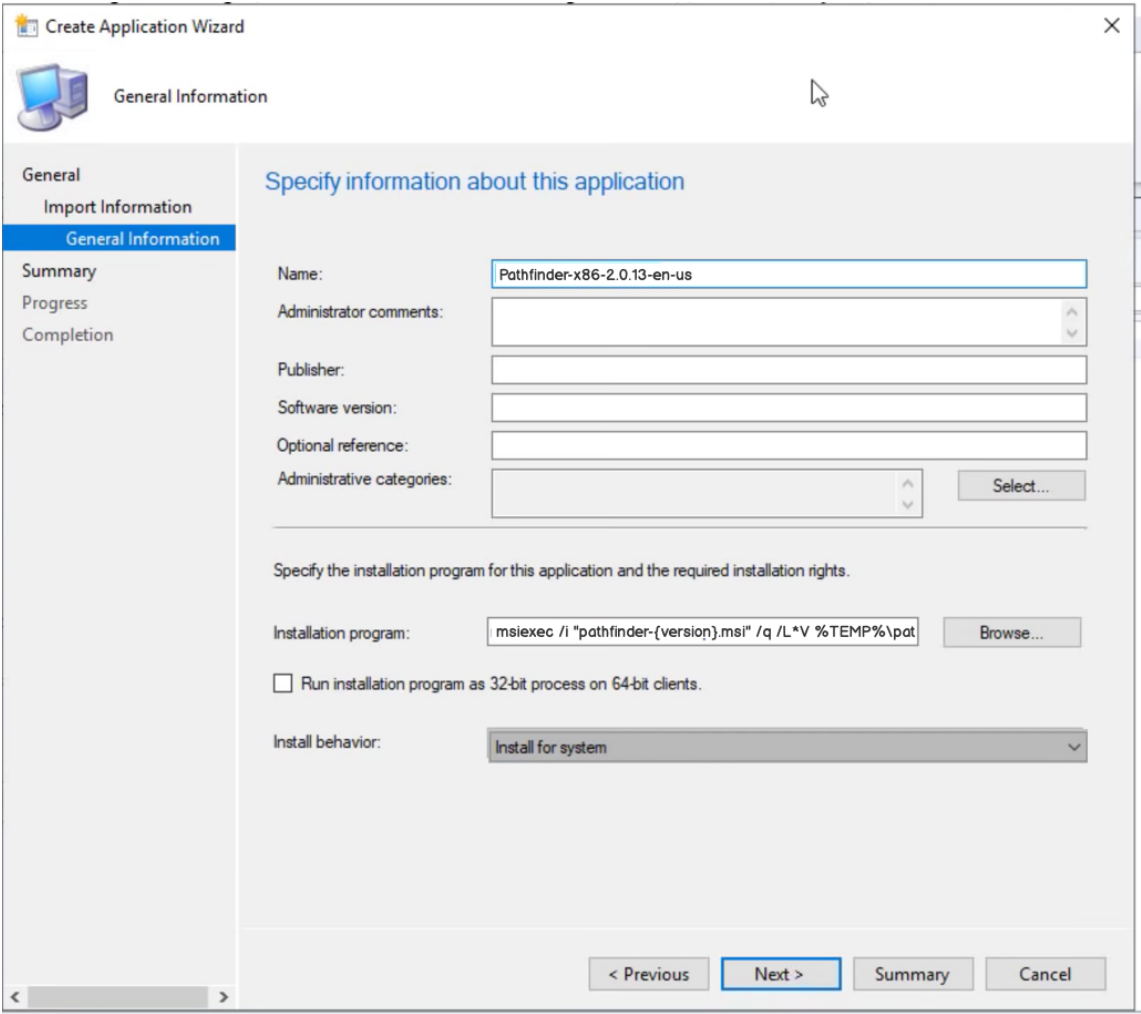 Create Application Wizard
General Information
General
Import Information
General Information
Summary
Progress
Completion
Specify information about this application
Name:
Pathfinder-x86-2.0.13-en-us
Administrator comments:
Publisher:
Software version:
Optional reference:
Administrative categories:
Select...
Specify the installation program for this application and the required installation rights.
Installation program:
msiexec /i "pathfinder-{version}.msi" /q /L*V %TEMP%\pat
Browse...
Run installation program as 32-bit process on 64-bit clients.
Install behavior:
Install for system
< Previous
Next >
Summary
Cancel